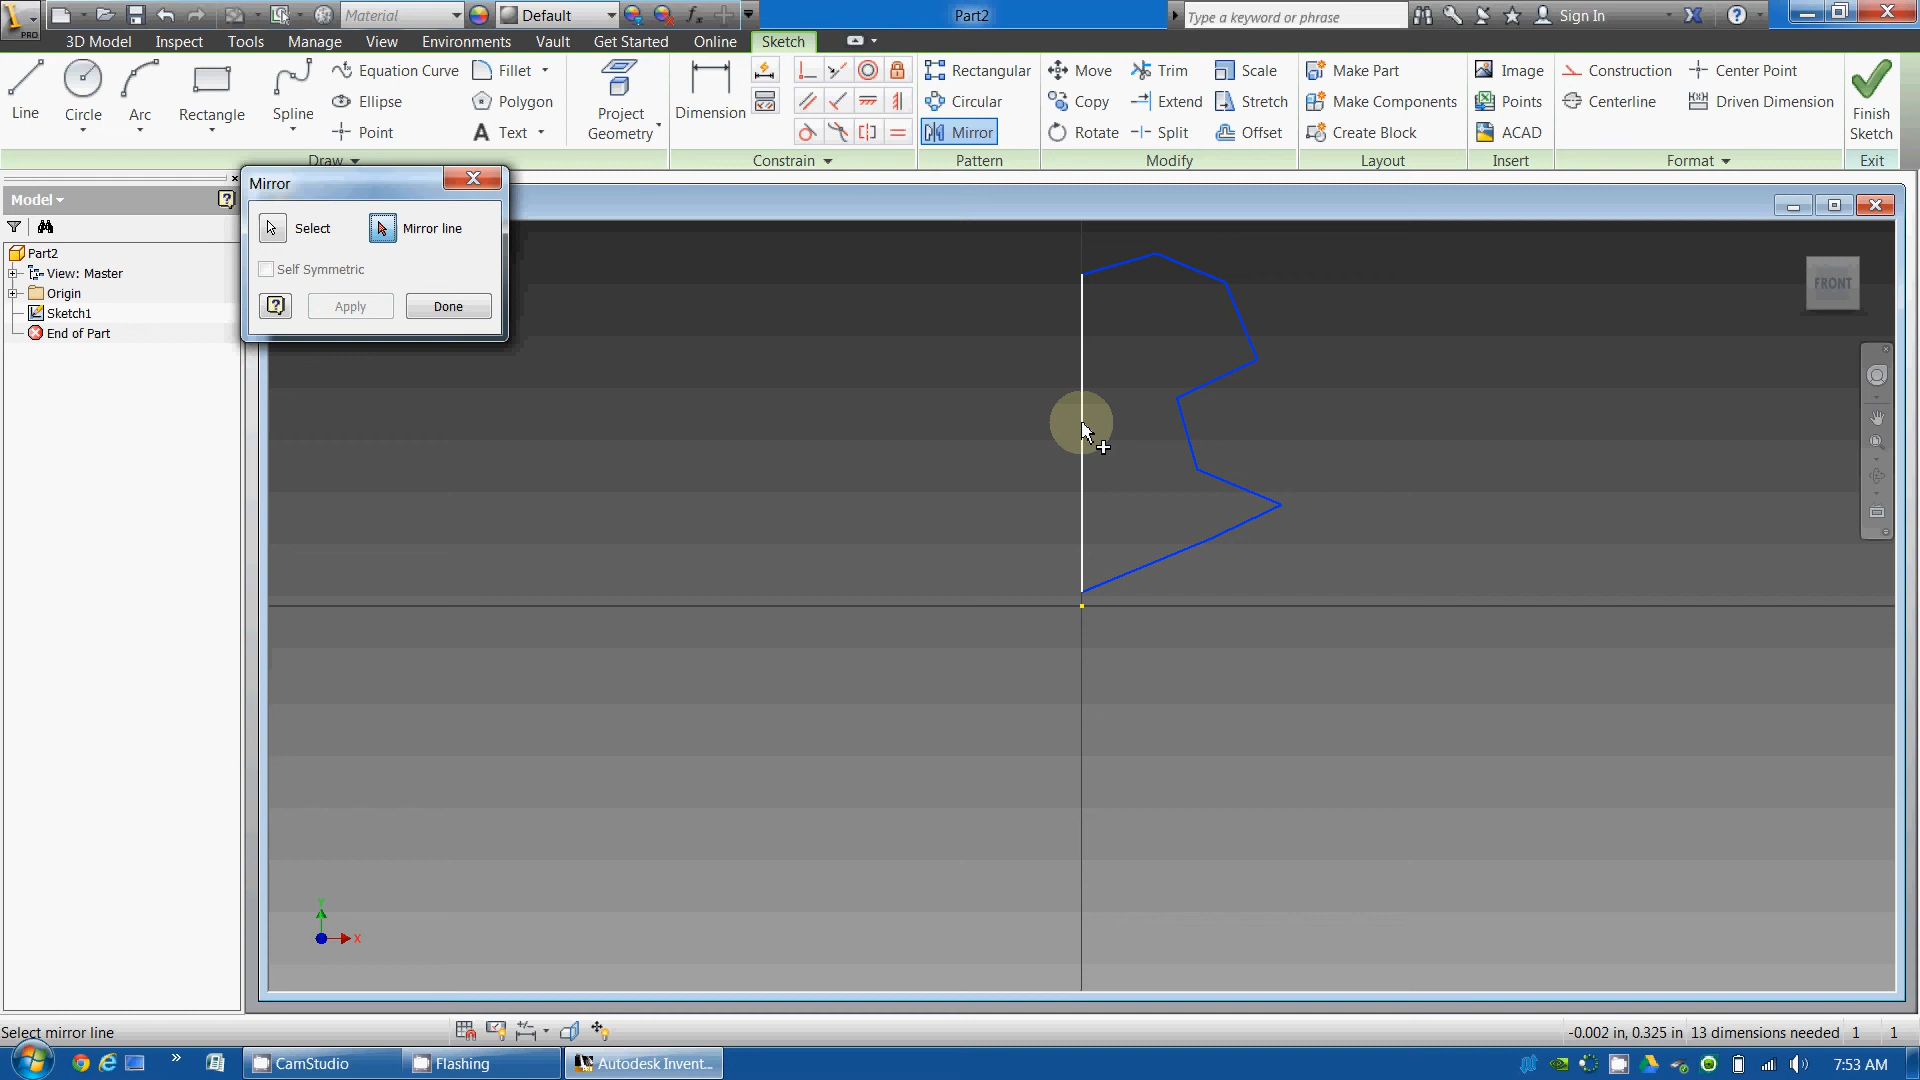 PRO
Material
Default
fx
Part2
Type a keyword or phrase
Sign In
3D Model
Inspect
Tools
Manage
View
Environments
Vault
Get Started
Online
Sketch
Line
Circle
Arc
Rectangle
Spline
Equation Curve
Ellipse
Point
Fillet
Polygon
Text
Project
Geometry
Dimension
Rectangular
Circular
Mirror
Move
Copy
Rotate
Trim
Extend
Split
Scale
Stretch
Offset
Make Part
Make Components
Create Block
Image
Points
ACAD
Construction
Centerline
Center Point
Driven Dimension
Finish
Sketch
Draw
Constrain
Pattern
Modify
Layout
Insert
Format
Exit
Model
Part2
View: Master
Origin
Sketch1
End of Part
Mirror
Select
Mirror line
Self Symmetric
Apply
Done
FRONT
Y
X
Select mirror line
-0.002 in, 0.325 in
13 dimensions needed
1
1
CamStudio
Flashing
Autodesk Invent...
7:53 AM